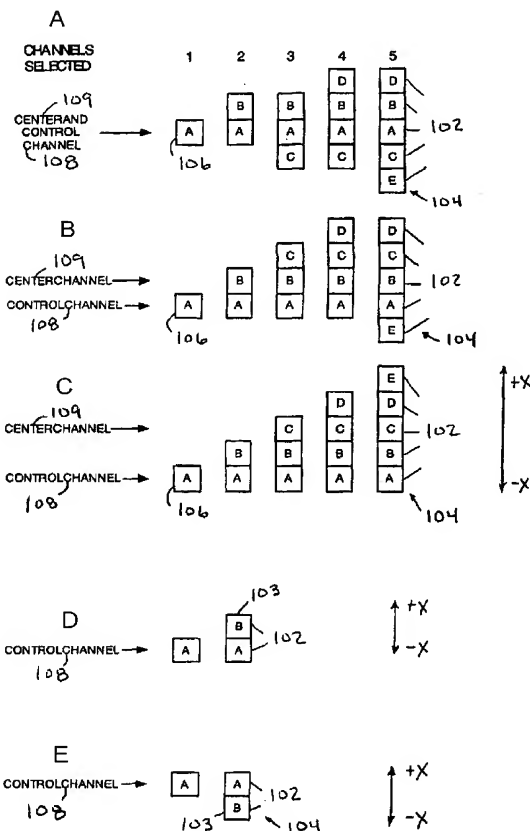 A
CHANNELS
SELECTED
1 2 3 4 5
109
CENTERAND
CONTROL
CHANNEL
108
A
106
B
A
B
A
C
D
B
A
C
D
B
A
C
E
102
104
B
109
CENTERCHANNEL
CONTROLCHANNEL
108
A
106
B
A
C
B
A
D
C
B
A
D
C
B
A
E
102
104
C
109
CENTERCHANNEL
CONTROLCHANNEL
108
A
106
B
A
C
B
A
D
C
B
A
E
D
C
B
A
102
104
+X
-X
D
CONTROLCHANNEL
108
A
103
B
A
102
+X
-X
E
CONTROLCHANNEL
108
A
A
B
102
103
104
+X
-X